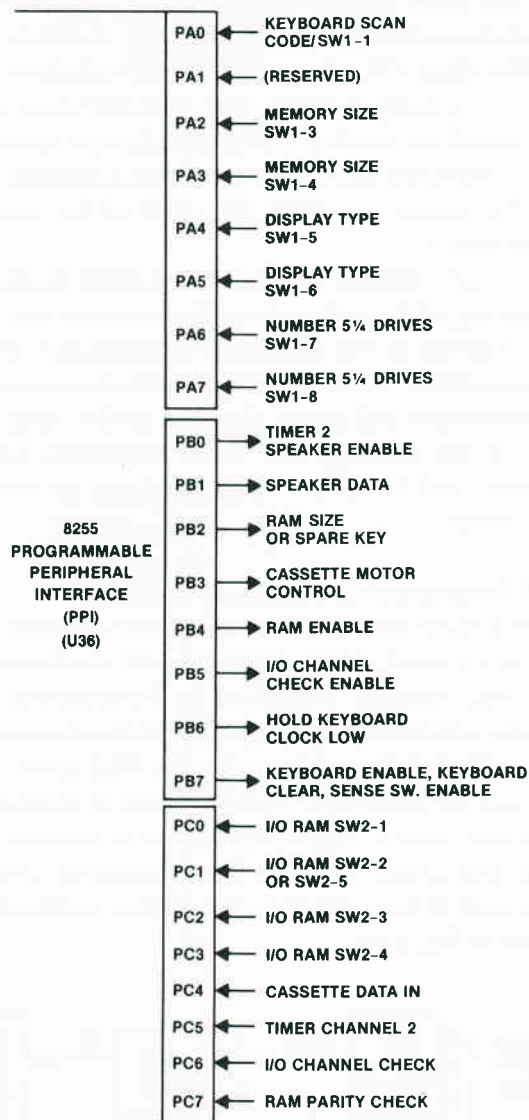 PA0 KEYBOARD SCAN
CODE/SW1-1
PA1 (RESERVED)
PA2 MEMORY SIZE
SW1-3
PA3 MEMORY SIZE
SW1-4
PA4 DISPLAY TYPE
SW1-5
PA5 DISPLAY TYPE
SW1-6
PA6 NUMBER 5¼ DRIVES
SW1-7
PA7 NUMBER 5¼ DRIVES
SW1-8
PB0 TIMER 2
SPEAKER ENABLE
PB1 SPEAKER DATA
PB2 RAM SIZE
OR SPARE KEY
8255
PROGRAMMABLE
PERIPHERAL
INTERFACE
(PPI)
(U36)
PB3 CASSETTE MOTOR
CONTROL
PB4 RAM ENABLE
PB5 I/O CHANNEL
CHECK ENABLE
PB6 HOLD KEYBOARD
CLOCK LOW
PB7 KEYBOARD ENABLE, KEYBOARD
CLEAR, SENSE SW. ENABLE
PC0 I/O RAM SW2-1
PC1 I/O RAM SW2-2
OR SW2-5
PC2 I/O RAM SW2-3
PC3 I/O RAM SW2-4
PC4 CASSETTE DATA IN
PC5 TIMER CHANNEL 2
PC6 I/O CHANNEL CHECK
PC7 RAM PARITY CHECK